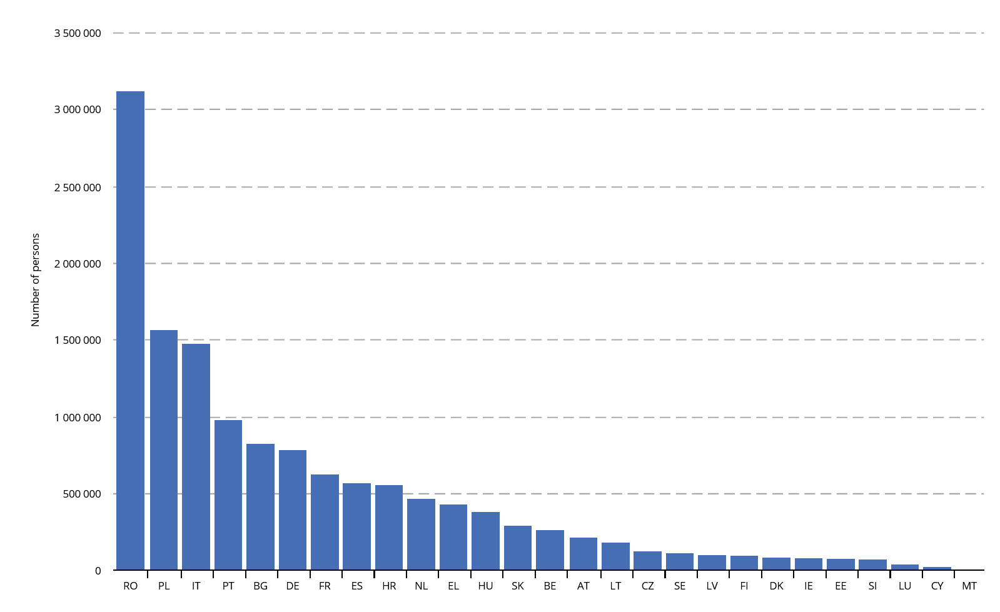 3 500 000
3 000 000
2 500 000
2 000 000
1 500 000
1 000 000
500 000
0
Number of persons
RO PL IT PT BG DE FR ES HR NL EL HU SK BE AT LT CZ SE LV FI DK IE EE SI LU CY MT